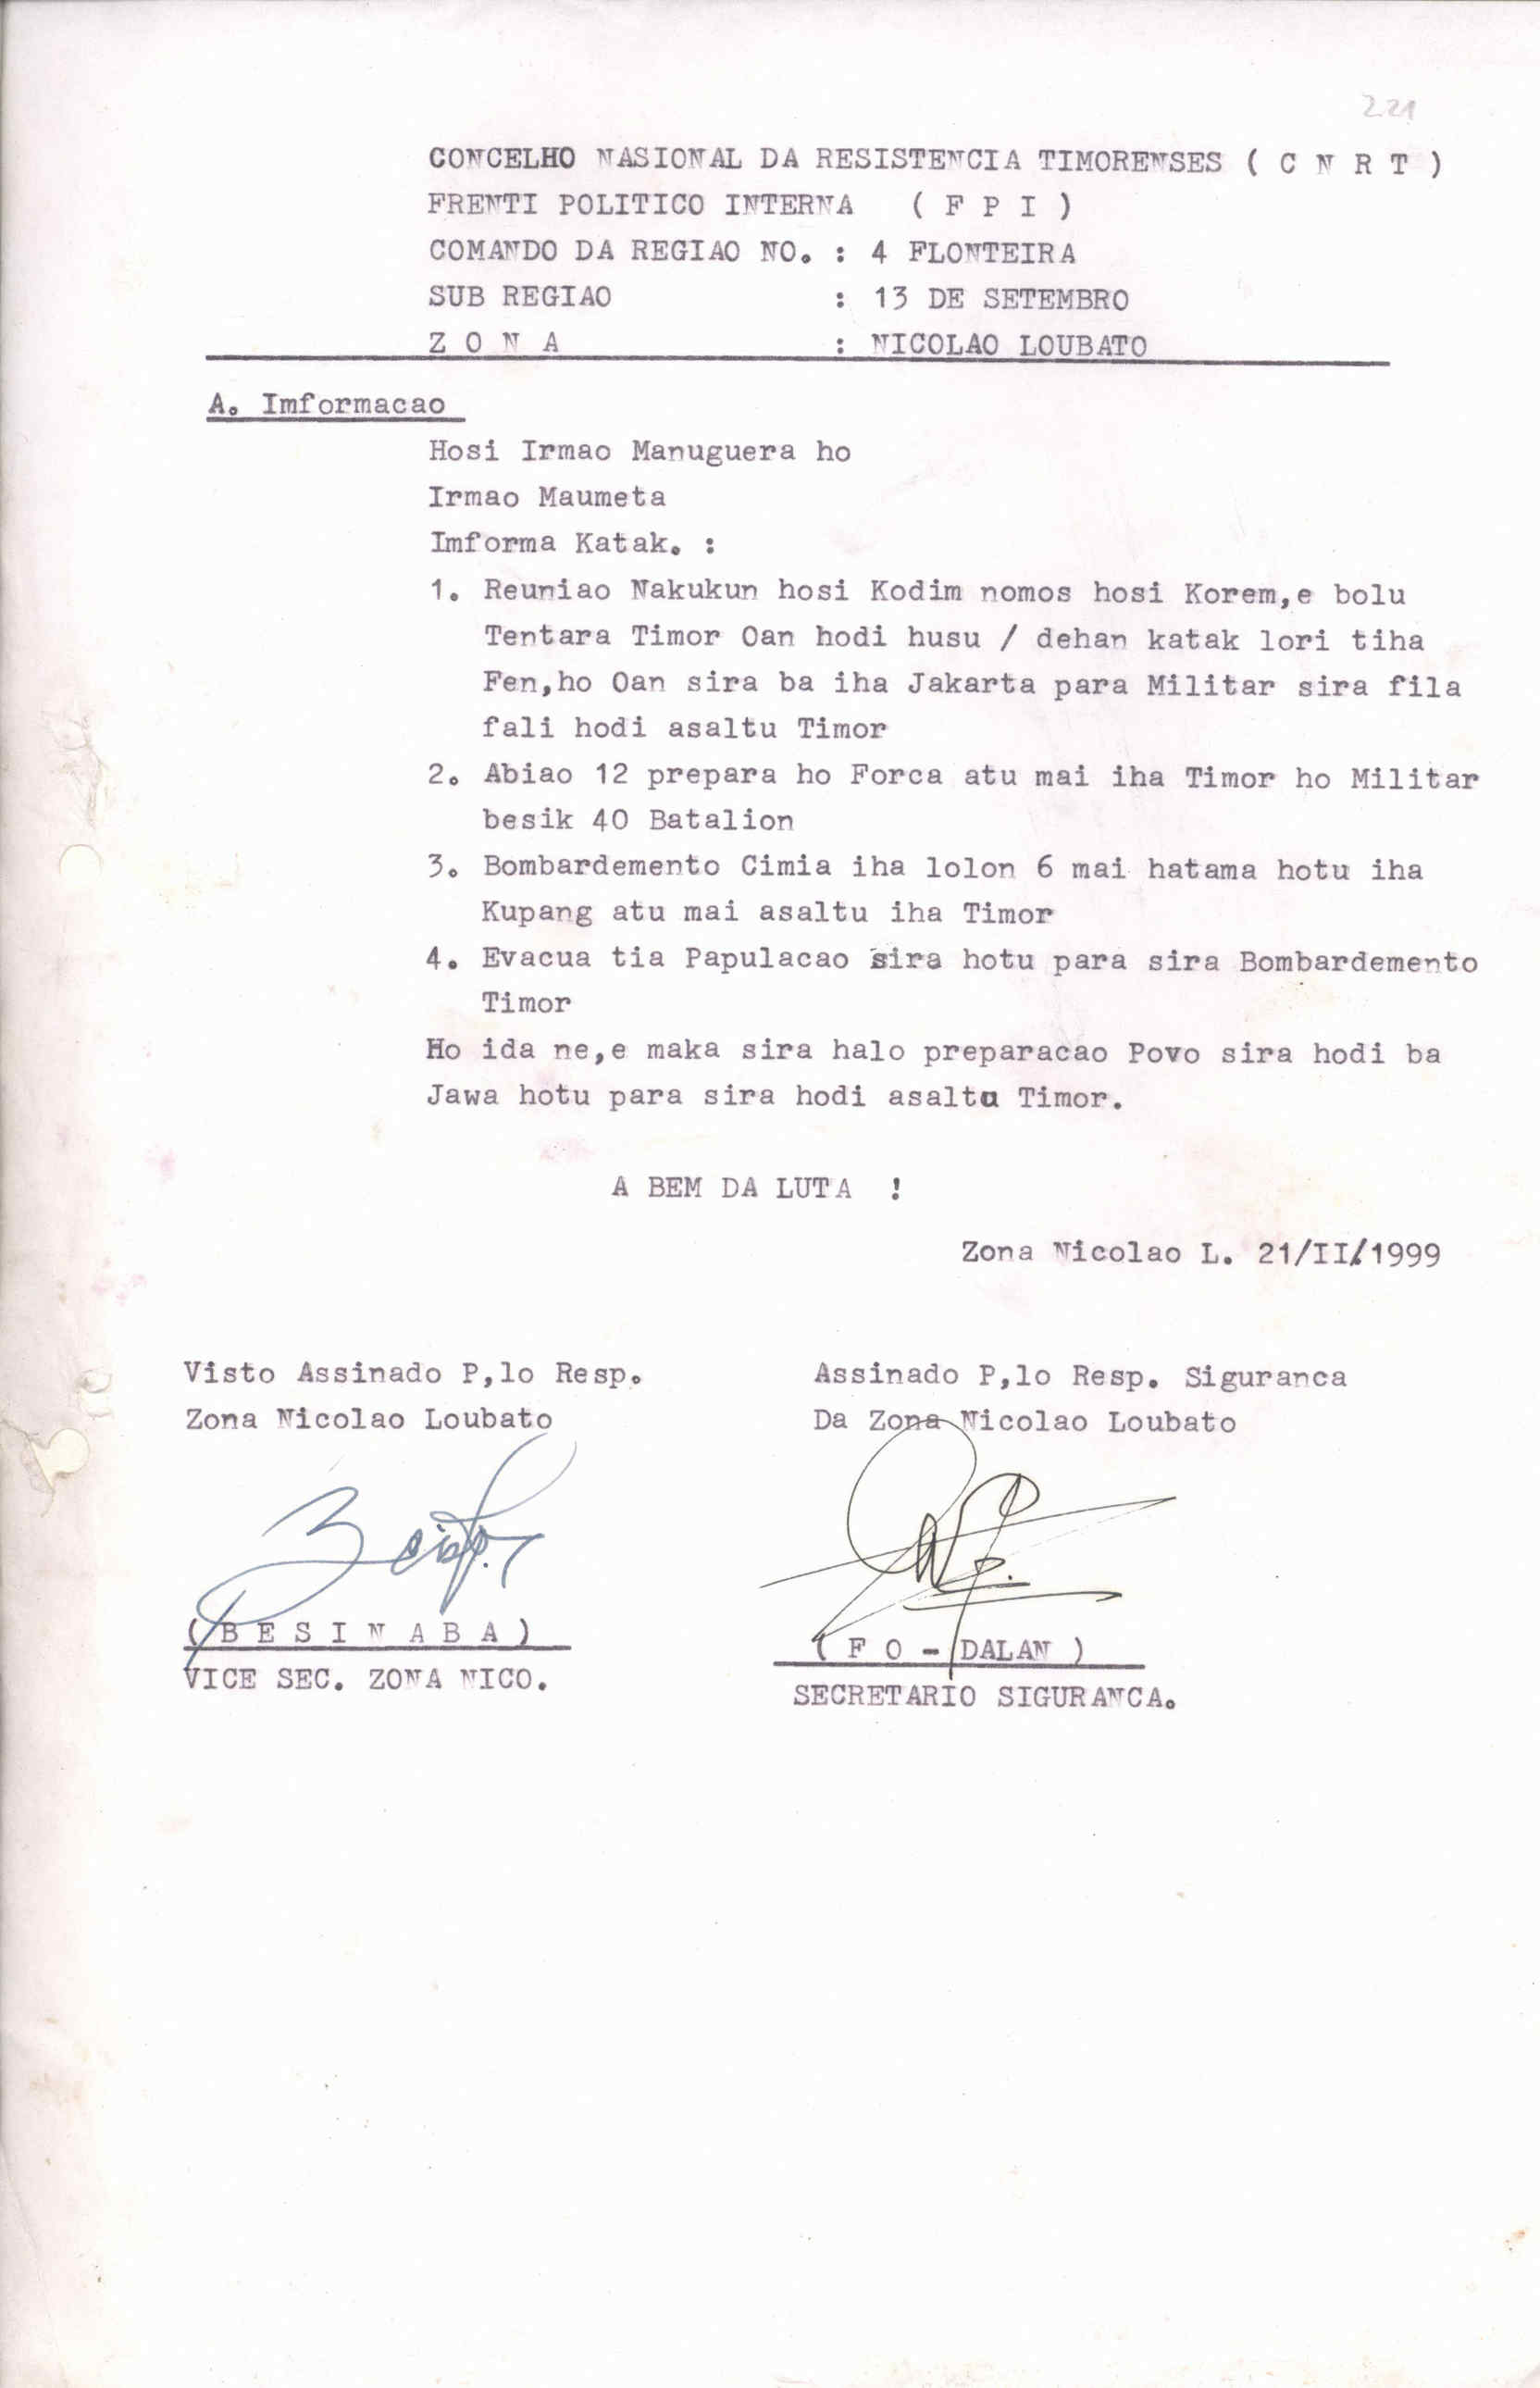 221
CONCELHO NASIONAL DA RESISTENCIA TIMORENSES ( C N R T )
FRENTI POLITICO INTERNA ( F P I )
COMANDO DA REGIAO NO. : 4 FLONTEIRA
SUB REGIAO : 13 DE SETEMBRO
Z O N A : NICOLAO LOUBATO
A. Imformacao
Hosi Irmao Manuguera ho
Irmao Maumeta
Imforma Katak. :
1. Reuniao Nakukun hosi Kodim nomos hosi Korem,e bolu
Tentara Timor Oan hodi husu / dehan katak lori tiha
Fen,ho Oan sira ba iha Jakarta para Militar sira fila
fali hodi asaltu Timor
2. Abiao 12 prepara ho Forca atu mai iha Timor ho Militar
besik 40 Batalion
3. Bombardemento Cimia iha lolon 6 mai hatama hotu iha
Kupang atu mai asaltu iha Timor
4. Evacua tia Papulacao sira hotu para sira Bombardemento
Timor
Ho ida ne,e maka sira halo preparacao Povo sira hodi ba
Jawa hotu para sira hodi asaltu Timor.
A BEM DA LUTA !
Zona Nicolao L. 21/II/1999
Visto Assinado P,lo Resp.
Zona Nicolao Loubato
( B E S I N A B A )
VICE SEC. ZONA NICO.
Assinado P,lo Resp. Siguranca
Da Zona Nicolao Loubato
( F O - DALAN )
SECRETARIO SIGURANCA.